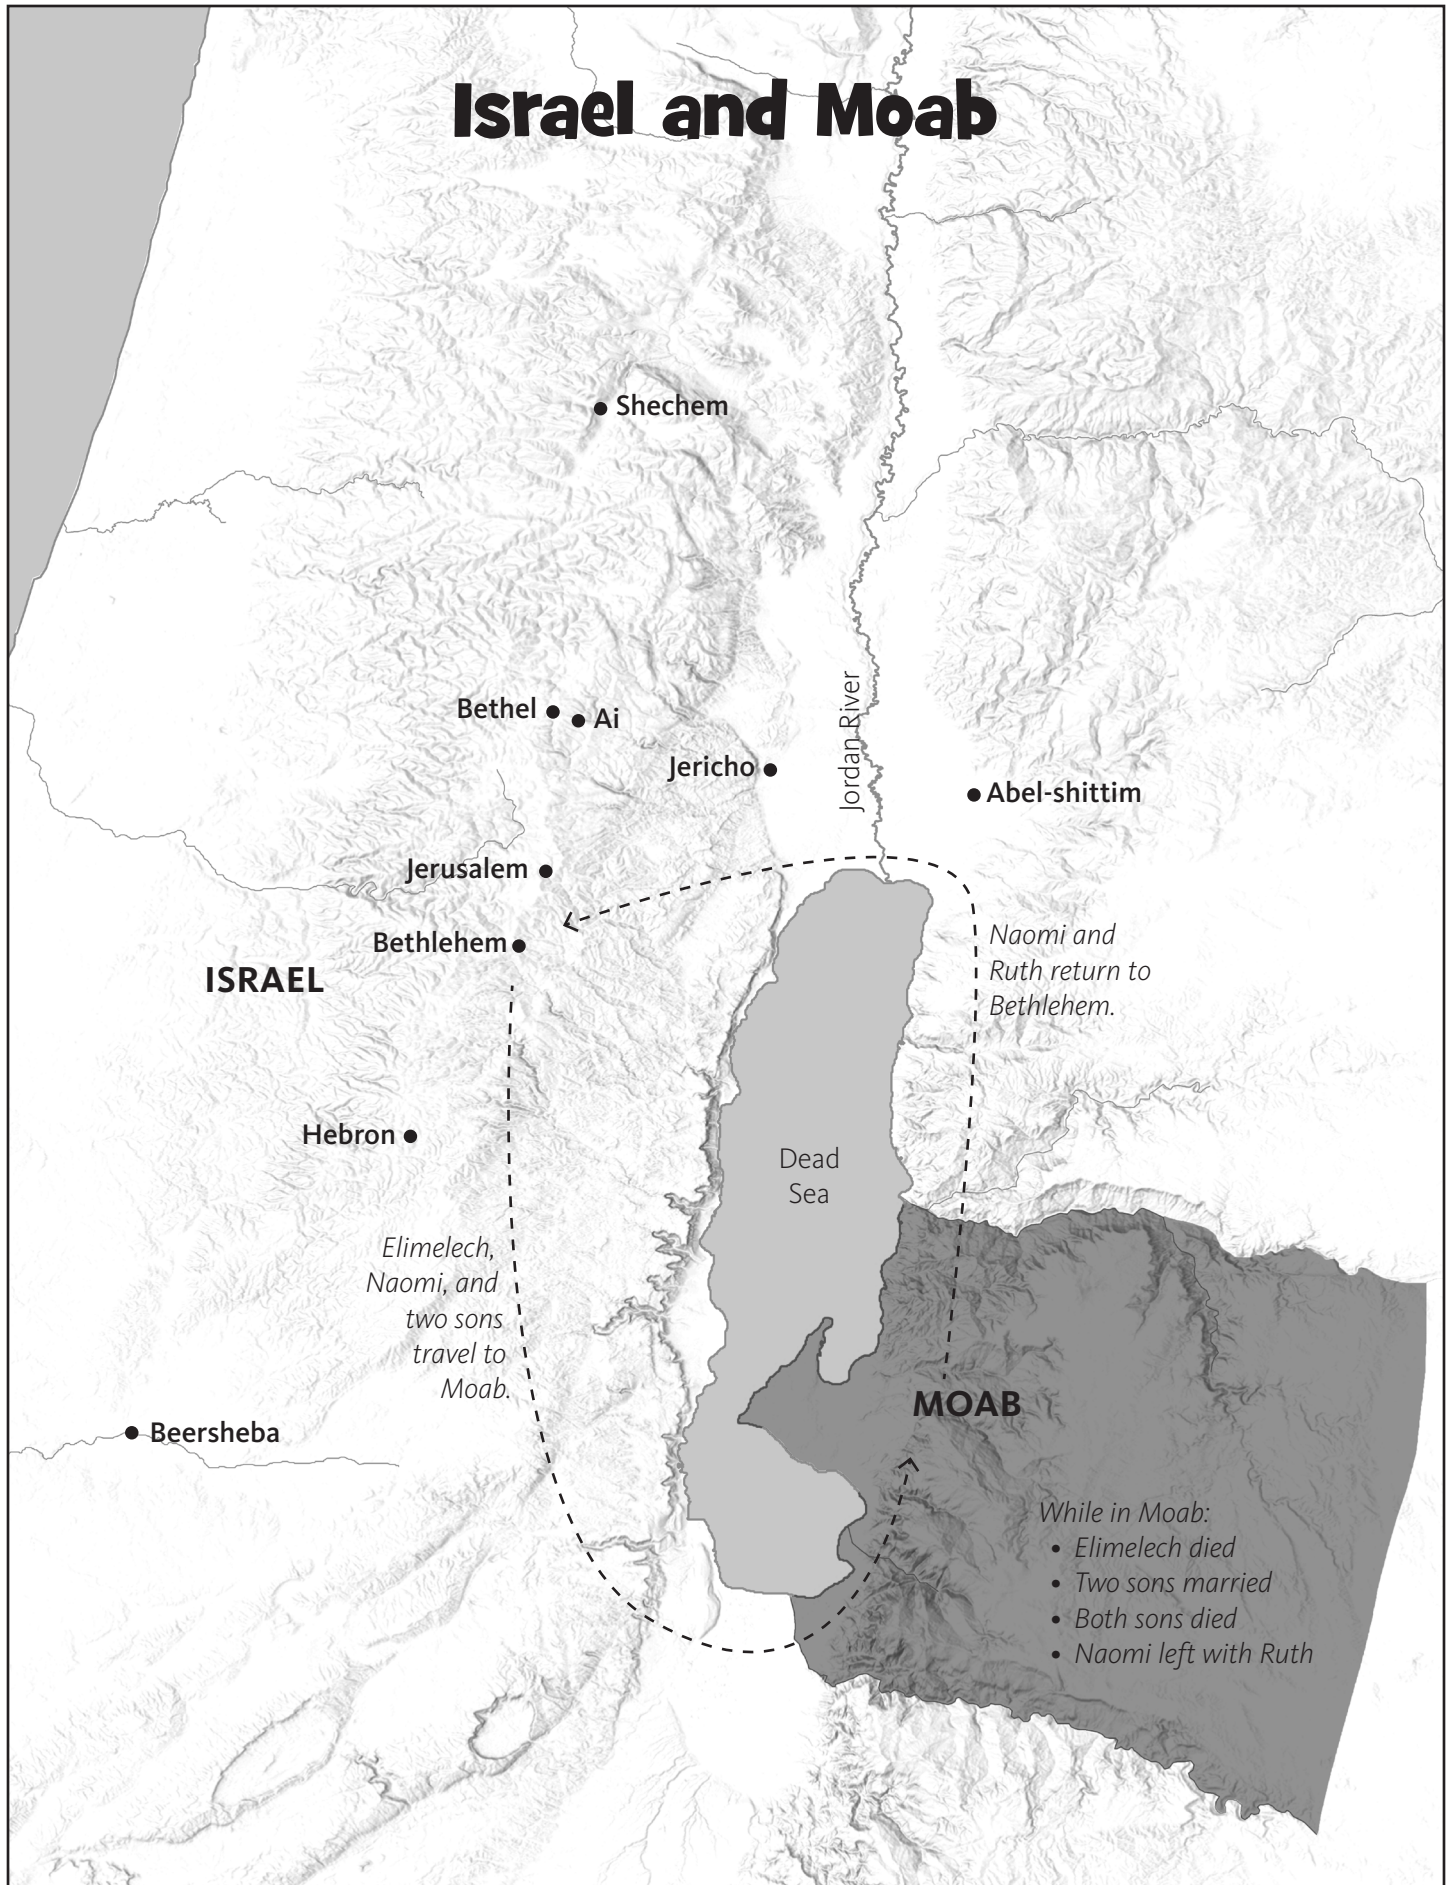 Israel and Moab
Shechem
Bethel
Ai
Jericho
Jordan River
Abel-shittim
Jerusalem
Bethlehem
ISRAEL
Naomi and
Ruth return to
Bethlehem.
Hebron
Dead
Sea
Elimelech,
Naomi, and
two sons
travel to
Moab.
MOAB
Beersheba
While in Moab:
• Elimelech died
• Two sons married
• Both sons died
• Naomi left with Ruth